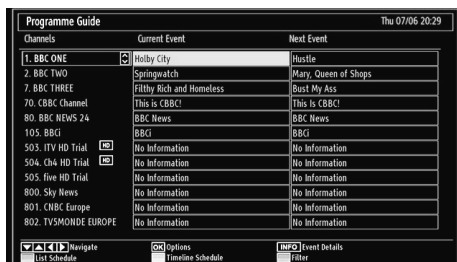 Programme Guide Thu 07/06 20:29
Channels Current Event Next Event
1. BBC ONE Holby City Hustle
2. BBC TWO Springwatch Mary, Queen of Shops
7. BBC THREE Filthy Rich and Homeless Bust My Ass
70. CBBC Channel This is CBBC! This Is CBBC!
80. BBC NEWS 24 BBC News BBC News
105. BBCi BBCi BBCi
503. ITV HD Trial HD No Information No Information
504. Ch4 HD Trial HD No Information No Information
505. five HD Trial No Information No Information
800. Sky News No Information No Information
801. CNBC Europe No Information No Information
802. TV5MONDE EUROPE No Information No Information
Navigate OK Options INFO Event Details
List Schedule Timeline Schedule Filter